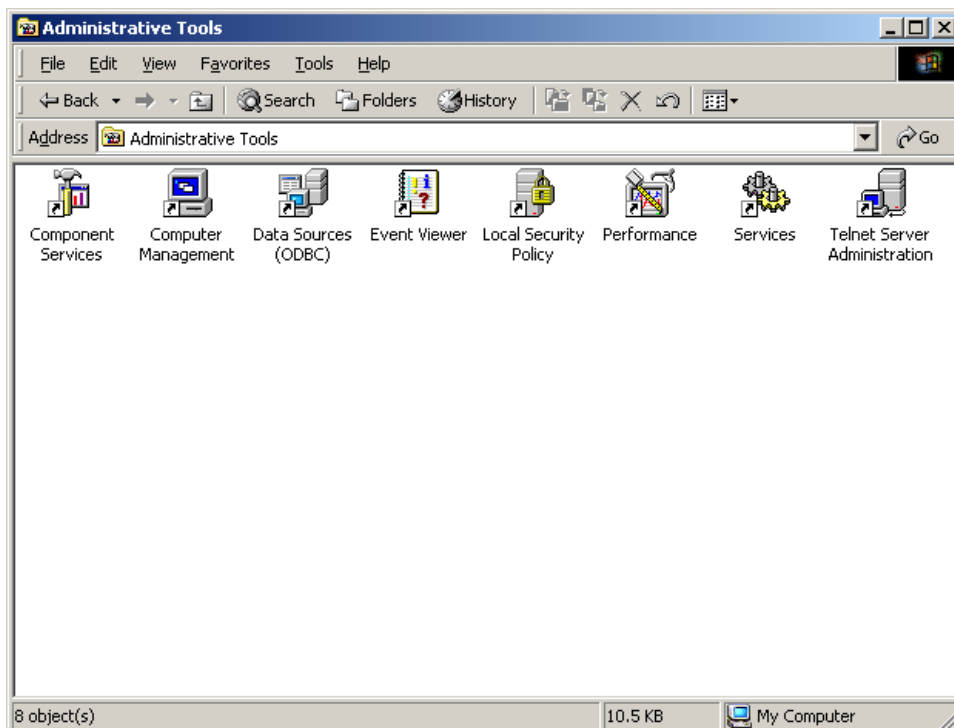 Administrative Tools
File Edit View Favorites Tools Help
Back Search Folders History
Address Administrative Tools Go
Component Services
Computer Management
Data Sources (ODBC)
Event Viewer
Local Security Policy
Performance
Services
Telnet Server Administration
8 object(s) 10.5 KB My Computer